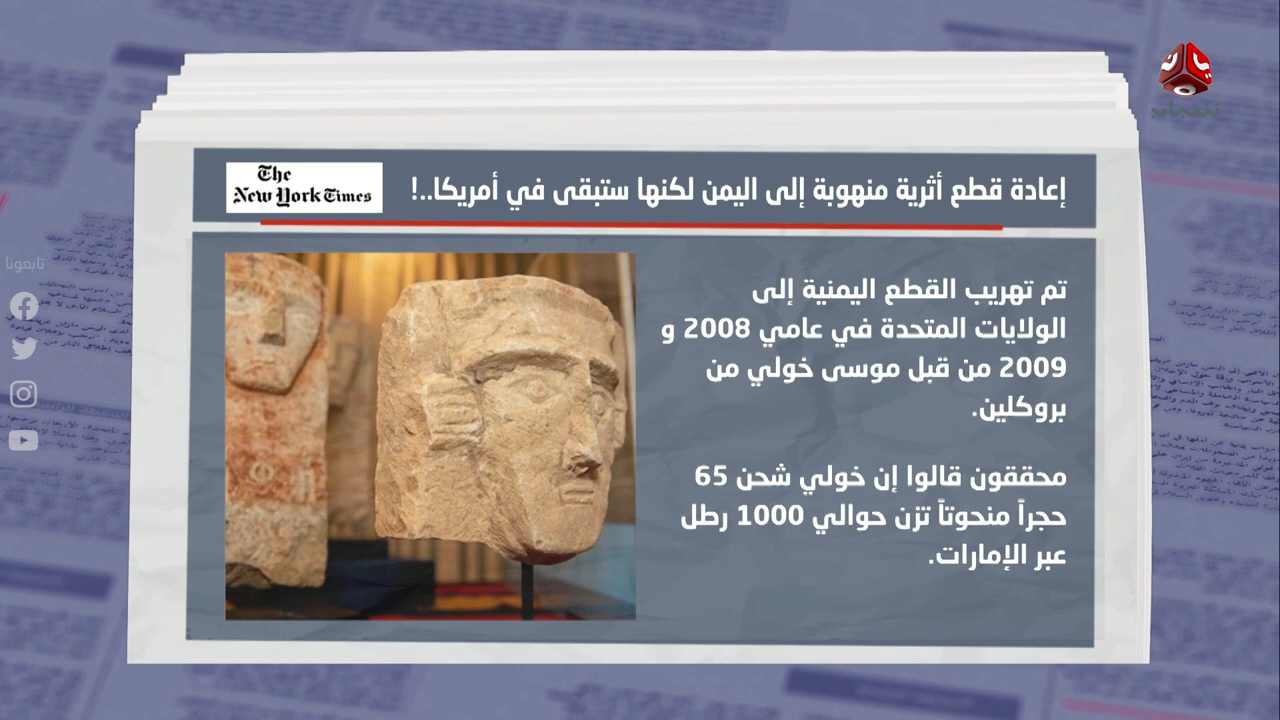 The
New York Times
إعادة قطع أثرية منهوبة إلى اليمن لكنها ستبقى في أمريكا..!
تم تهريب القطع اليمنية إلى
الولايات المتحدة في عامي 2008 و
2009 من قبل موسى خولي من
بروكلين.
محققون قالوا إن خولي شحن 65
حجراً منحوتاً تزن حوالي 1000 رطل
عبر الإمارات.
تابعونا